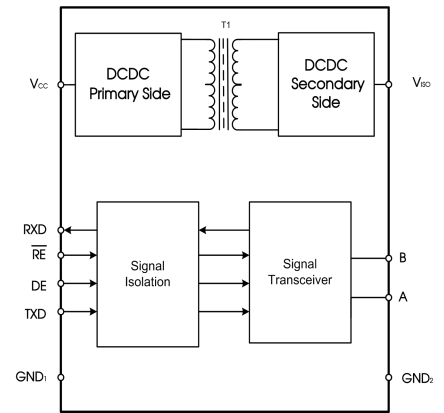 T1
DCDC
Primary Side
DCDC
Secondary
Side
VCC
VISO
RXD
RE
DE
TXD
Signal
Isolation
Signal
Transceiver
B
A
GND1
GND2